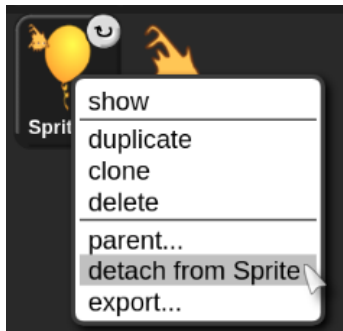 Sprit
show
duplicate
clone
delete
parent...
detach from Sprite
export...